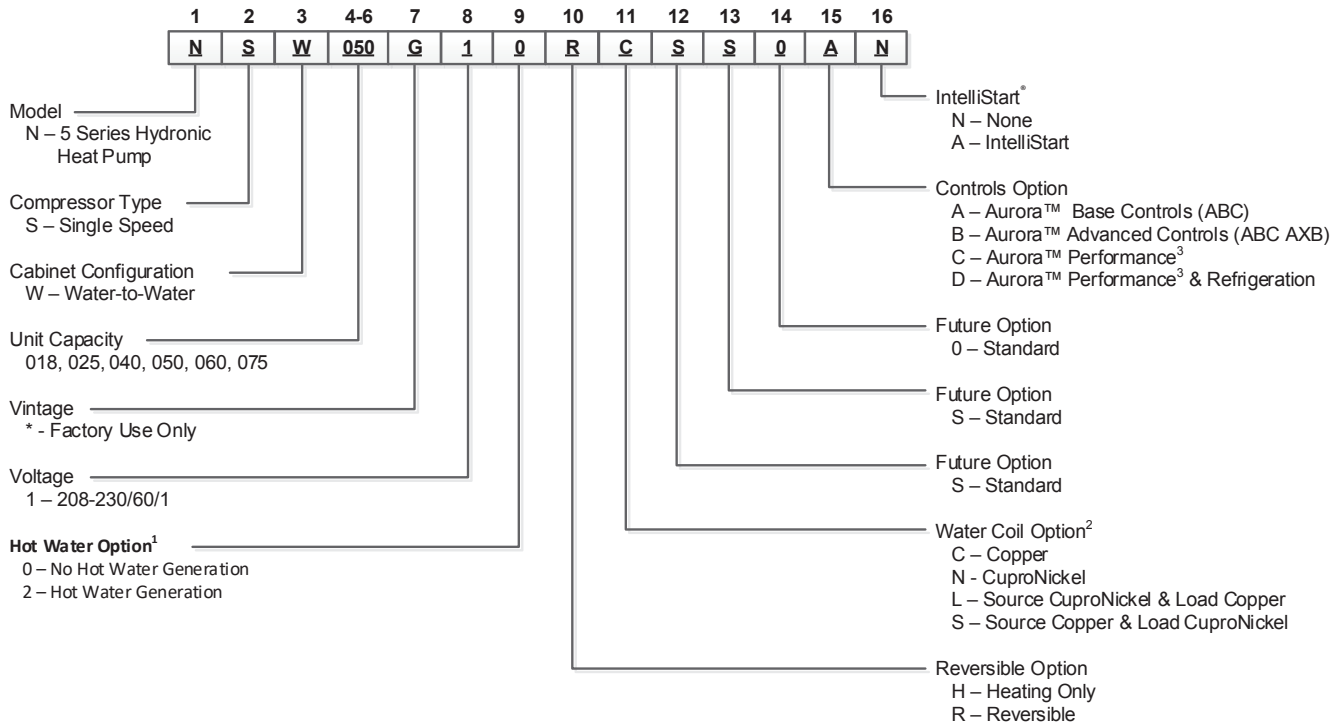 1 2 3 4-6 7 8 9 10 11 12 13 14 15 16
N S W 050 G 1 0 R C S S 0 A N
Model
N – 5 Series Hydronic
Heat Pump
Compressor Type
S – Single Speed
Cabinet Configuration
W – Water-to-Water
Unit Capacity
018, 025, 040, 050, 060, 075
Vintage
* - Factory Use Only
Voltage
1 – 208-230/60/1
Hot Water Option¹
0 – No Hot Water Generation
2 – Hot Water Generation
IntelliStart®
N – None
A – IntelliStart
Controls Option
A – Aurora™ Base Controls (ABC)
B – Aurora™ Advanced Controls (ABC AXB)
C – Aurora™ Performance³
D – Aurora™ Performance³ & Refrigeration
Future Option
0 – Standard
Future Option
S – Standard
Future Option
S – Standard
Water Coil Option²
C – Copper
N - CuproNickel
L – Source CuproNickel & Load Copper
S – Source Copper & Load CuproNickel
Reversible Option
H – Heating Only
R – Reversible